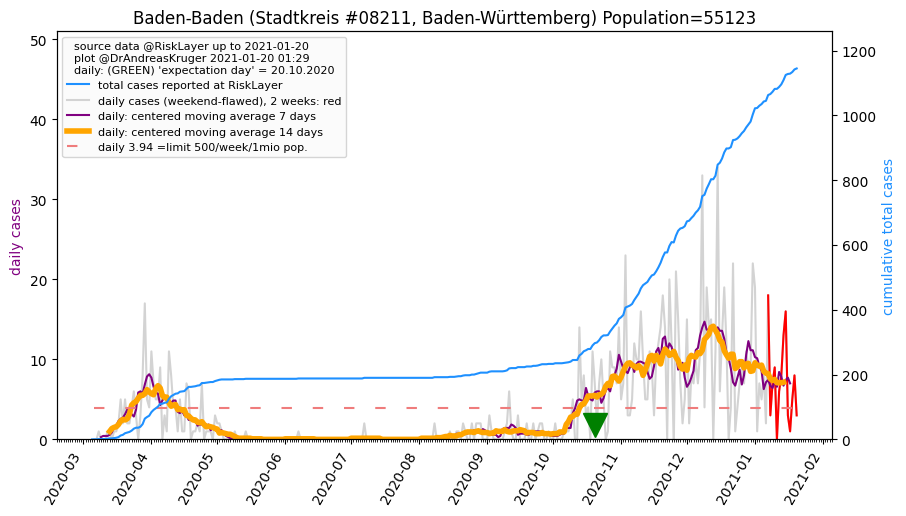 Baden-Baden (Stadtkreis #08211, Baden-Württemberg) Population=55123
source data @RiskLayer up to 2021-01-20
plot @DrAndreasKruger 2021-01-20 01:29
daily: (GREEN) 'expectation day' = 20.10.2020
total cases reported at RiskLayer
daily cases (weekend-flawed), 2 weeks: red
daily: centered moving average 7 days
daily: centered moving average 14 days
daily 3.94 =limit 500/week/1mio pop.
daily cases
50
40
30
20
10
0
cumulative total cases
1200
1000
800
600
400
200
0
2020-03
2020-04
2020-05
2020-06
2020-07
2020-08
2020-09
2020-10
2020-11
2020-12
2021-01
2021-02